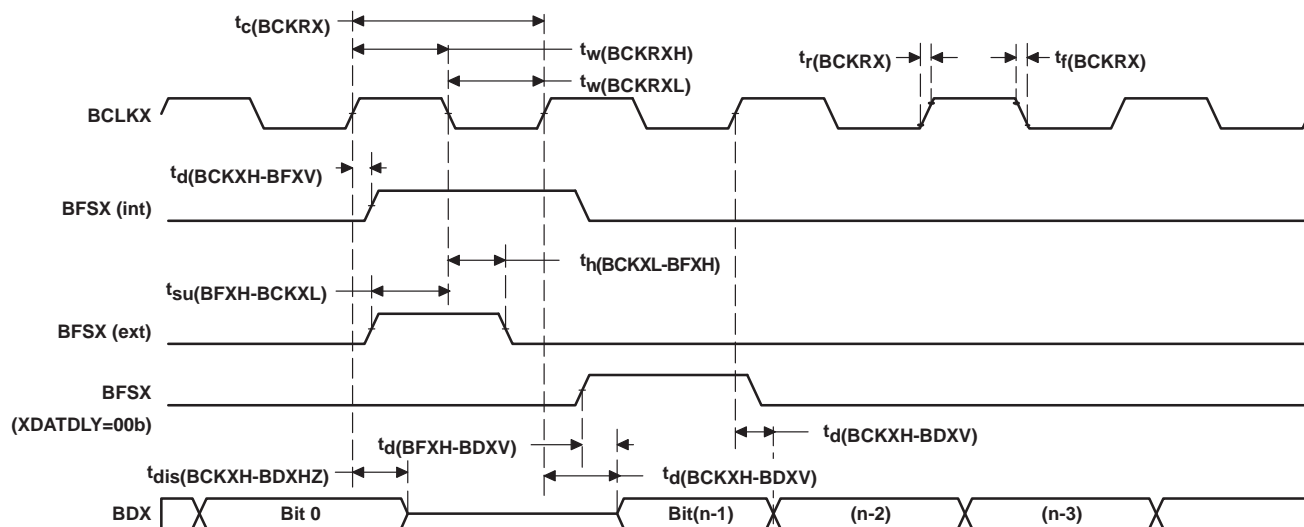 tc(BCKRX)
tw(BCKRXH)
tr(BCKRX)
tf(BCKRX)
tw(BCKRXL)
BCLKX
td(BCKXH-BFXV)
BFSX (int)
th(BCKXL-BFXH)
tsu(BFXH-BCKXL)
BFSX (ext)
BFSX
(XDATDLY=00b)
td(BFXH-BDXV)
td(BCKXH-BDXV)
tdis(BCKXH-BDXHZ)
td(BCKXH-BDXV)
BDX
Bit 0
Bit(n-1)
(n-2)
(n-3)